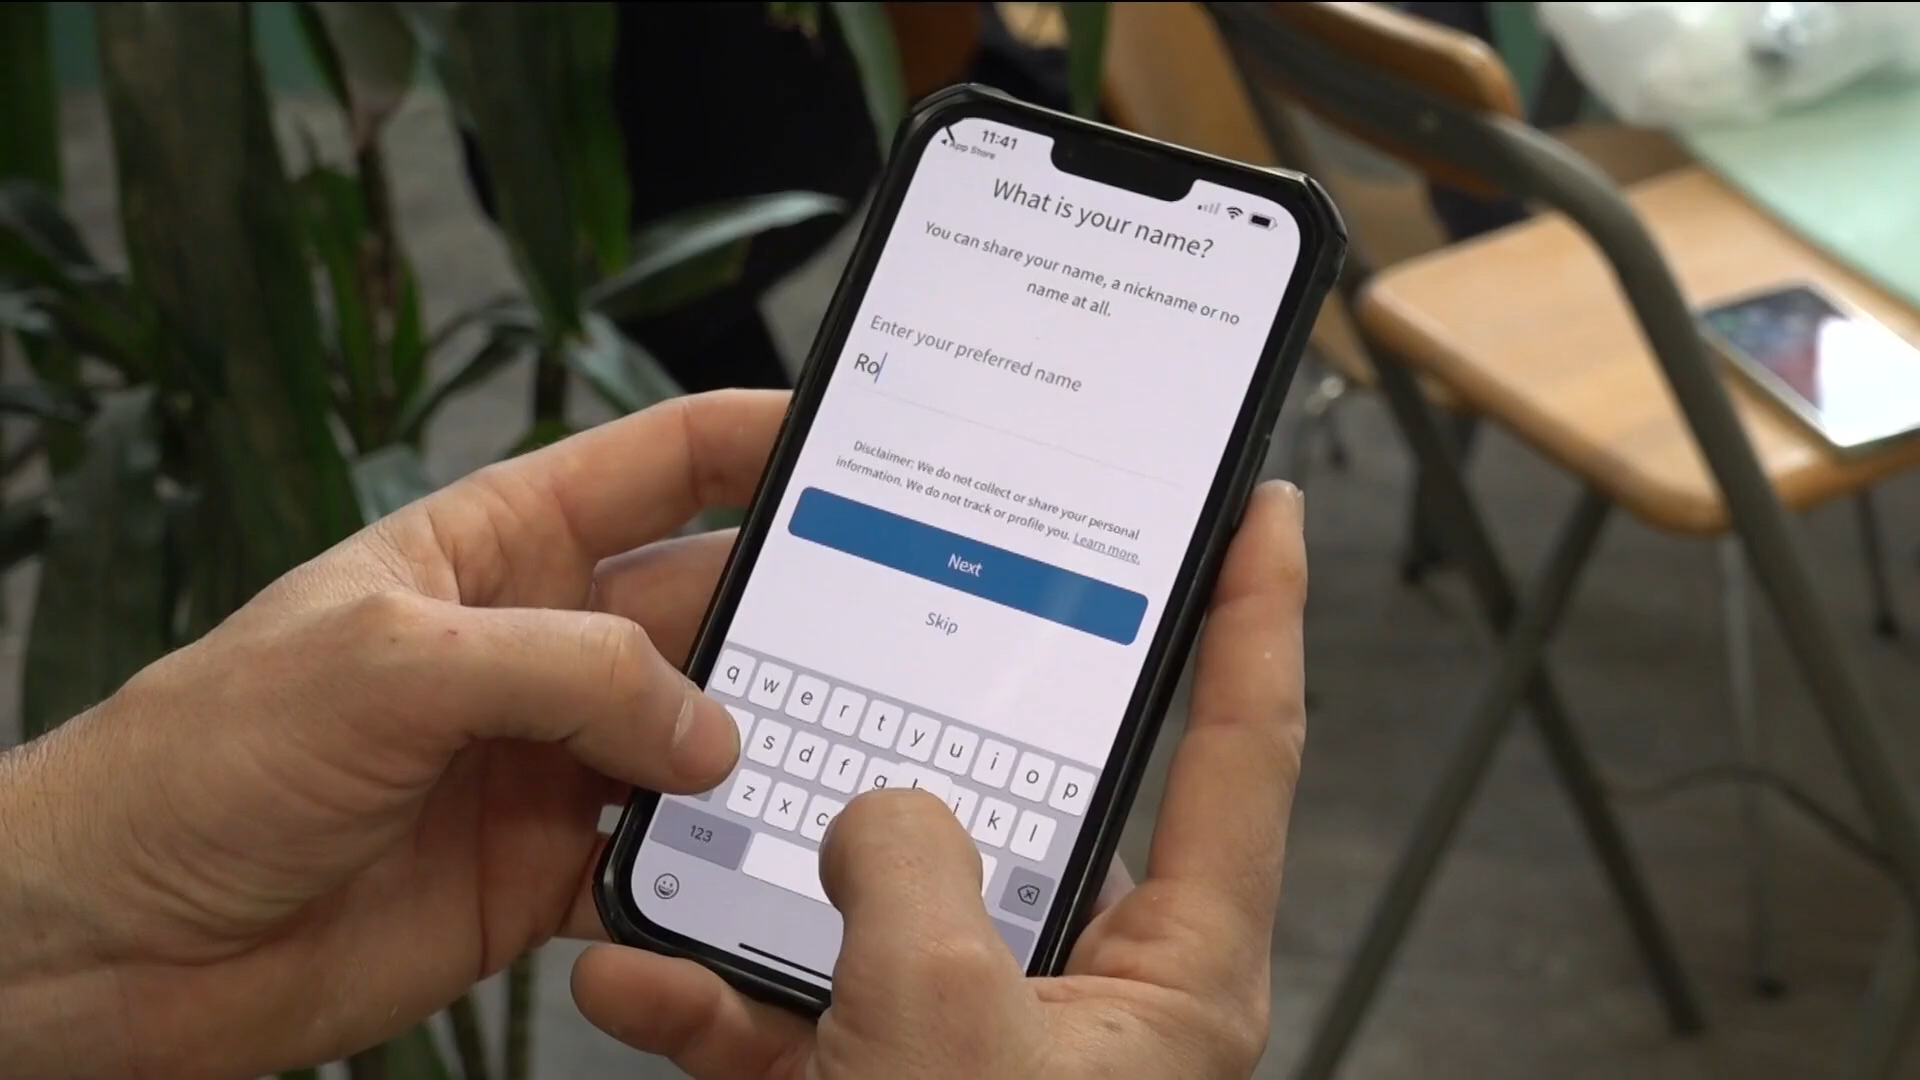 11:41
App Store
What is your name?
You can share your name, a nickname or no
name at all.
Enter your preferred name
Ro
Disclaimer: We do not collect or share your personal
information. We do not track or profile you. Learn more.
Next
Skip
q w e r t y u i o p
s d f g j k l
z x c
123